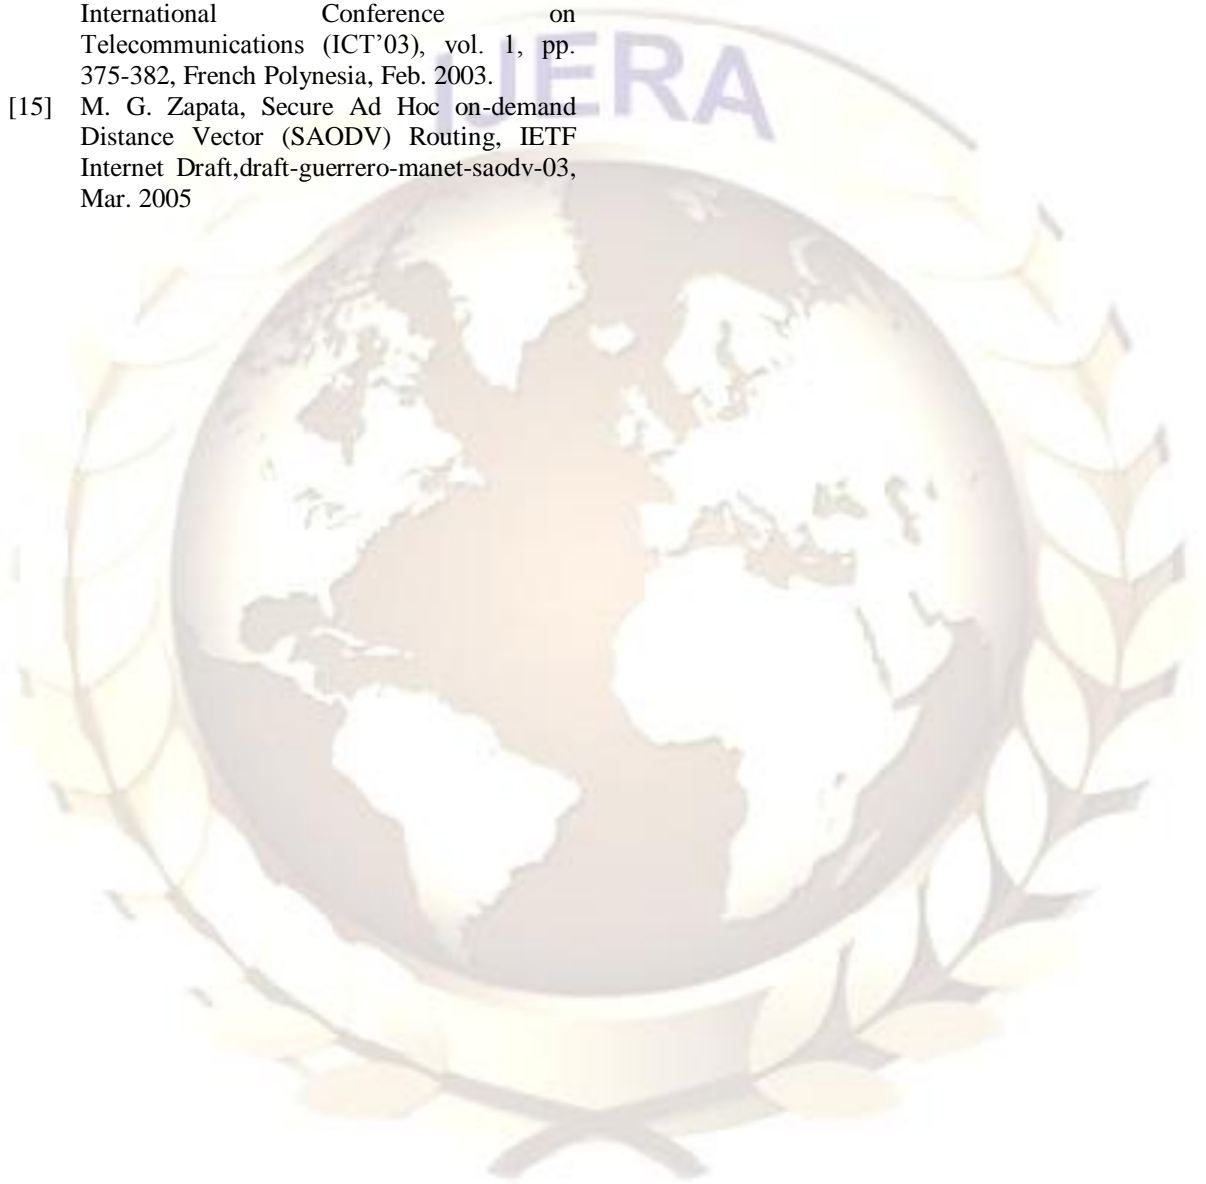 International Conference on
Telecommunications (ICT’03), vol. 1, pp.
375-382, French Polynesia, Feb. 2003.
[15] M. G. Zapata, Secure Ad Hoc on-demand
Distance Vector (SAODV) Routing, IETF
Internet Draft,draft-guerrero-manet-saodv-03,
Mar. 2005
IJERA